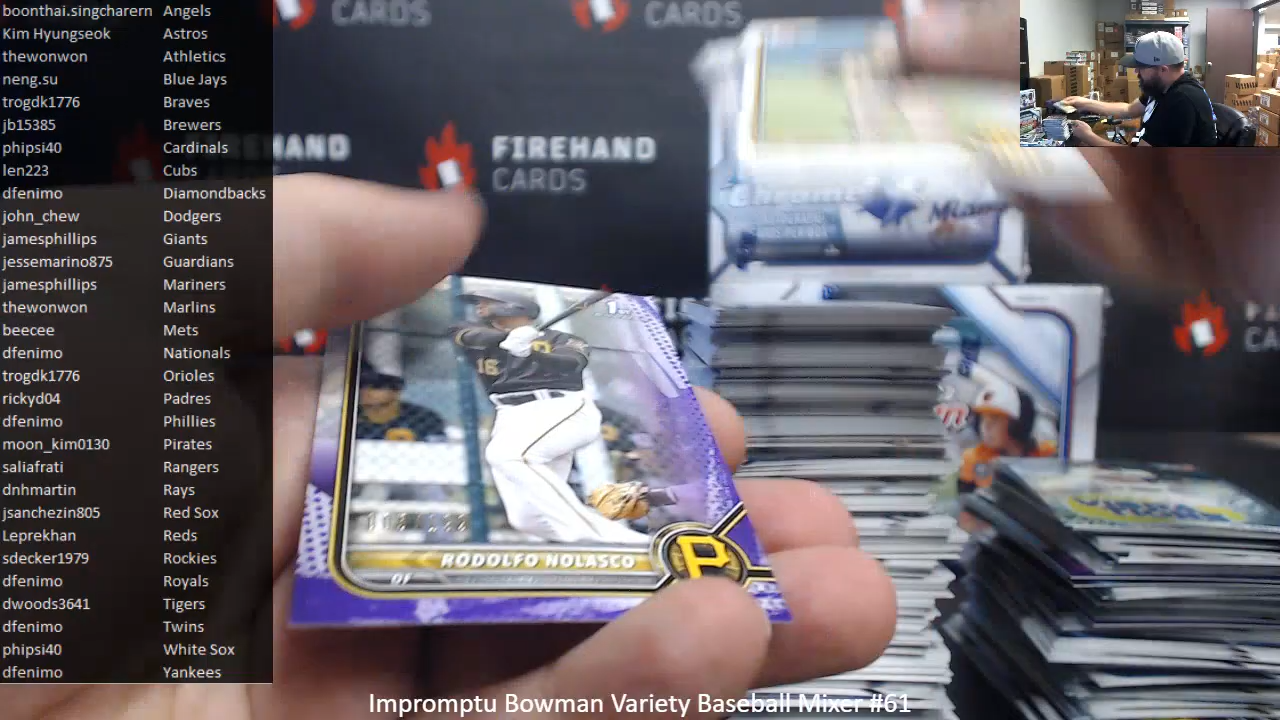 boonthai.singcharern Angels
Kim Hyungseok Astros
thewonwon Athletics
neng.su Blue Jays
trogdk1776 Braves
jb15385 Brewers
phipsi40 Cardinals
len223 Cubs
dfenimo Diamondbacks
john_chew Dodgers
jamesphillips Giants
jessemarino875 Guardians
jamesphillips Mariners
thewonwon Marlins
beecee Mets
dfenimo Nationals
trogdk1776 Orioles
rickyd04 Padres
dfenimo Phillies
moon_kim0130 Pirates
saliafrati Rangers
dnhmartin Rays
jsanchezin805 Red Sox
Leprekhan Reds
sdecker1979 Rockies
dfenimo Royals
dwoods3641 Tigers
dfenimo Twins
phipsi40 White Sox
dfenimo Yankees
CARDS
CARDS
FIREHAND
CARDS
Chrome
16
RODOLFO NOLASCO
OF
P
Impromptu Bowman Variety Baseball Mixer #61